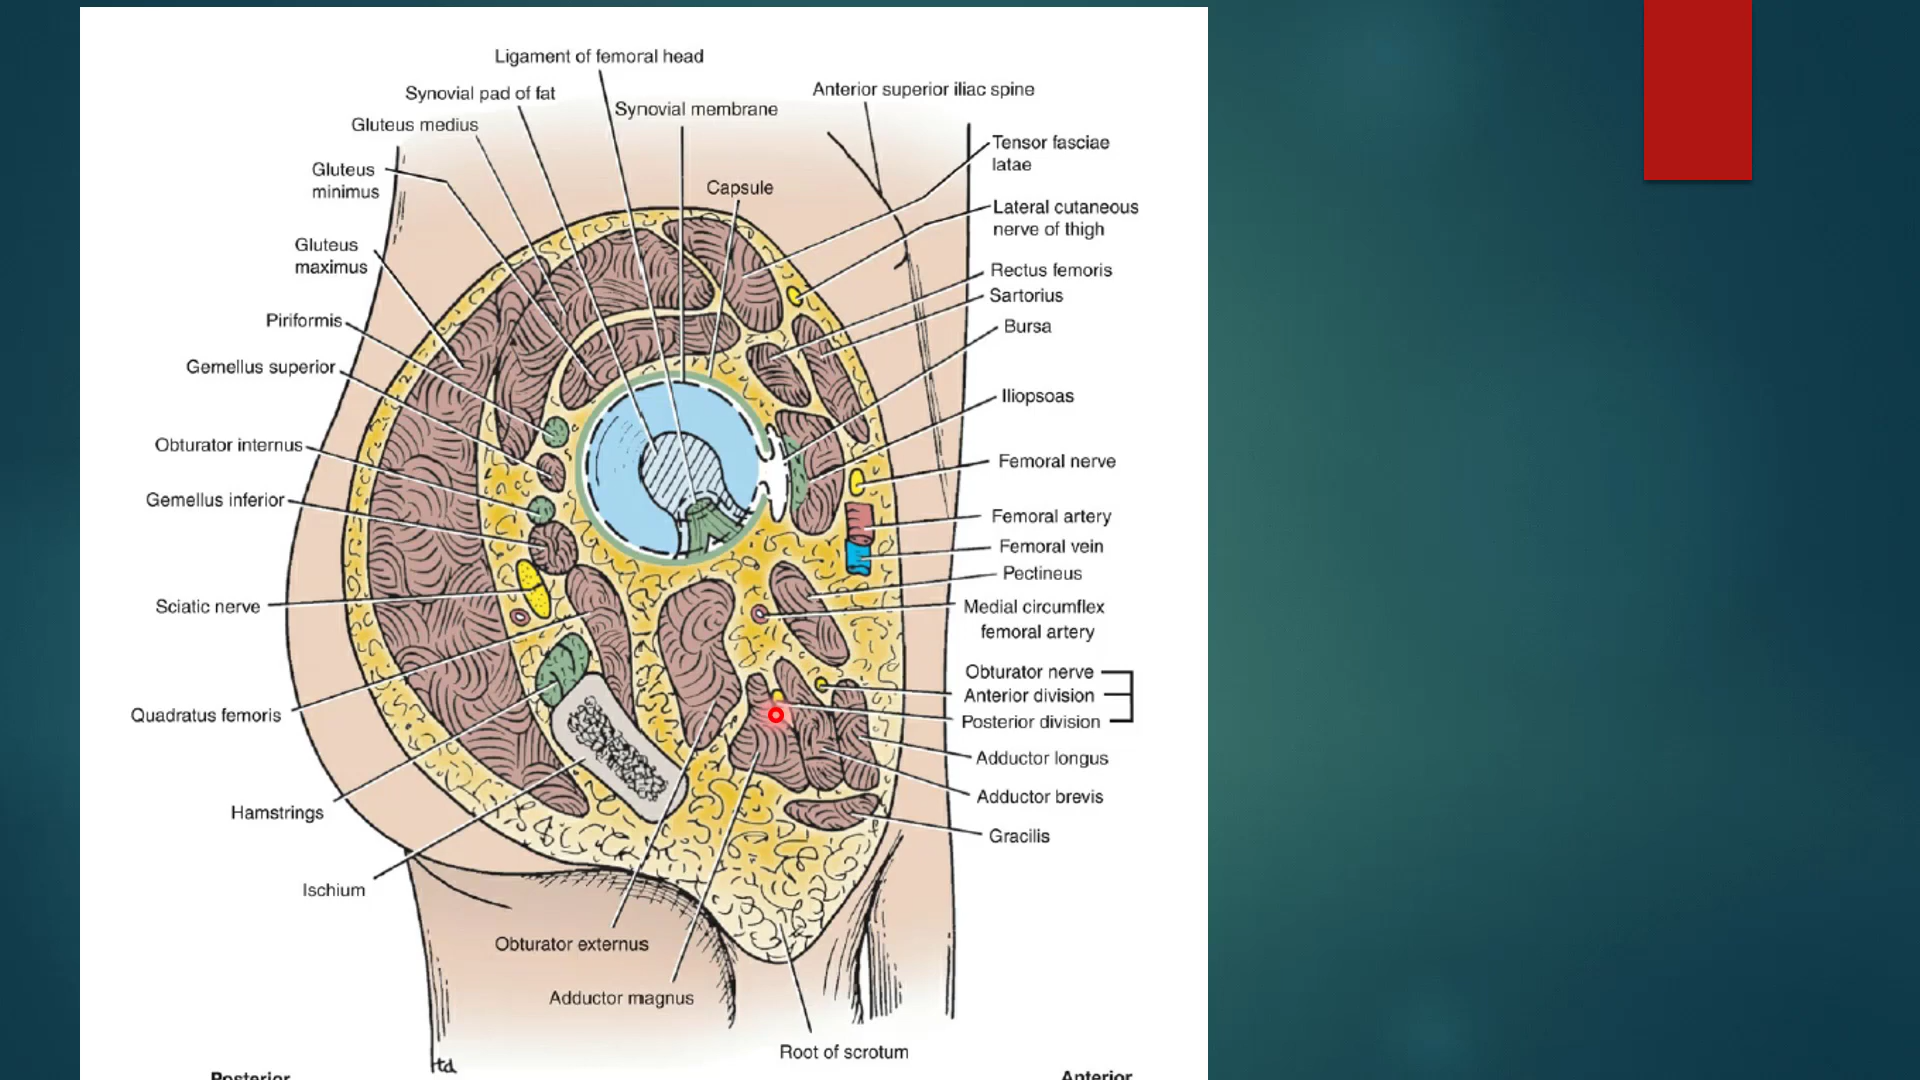 Ligament of femoral head
Synovial pad of fat
Synovial membrane
Gluteus medius
Gluteus
minimus
Capsule
Gluteus
maximus
Piriformis
Gemellus superior
Obturator internus
Gemellus inferior
Sciatic nerve
Quadratus femoris
Hamstrings
Ischium
Obturator externus
Adductor magnus
Root of scrotum
Anterior superior iliac spine
Tensor fasciae
latae
Lateral cutaneous
nerve of thigh
Rectus femoris
Sartorius
Bursa
Iliopsoas
Femoral nerve
Femoral artery
Femoral vein
Pectineus
Medial circumflex
femoral artery
Obturator nerve
Anterior division
Posterior division
Adductor longus
Adductor brevis
Gracilis
td
Posterior
Anterior